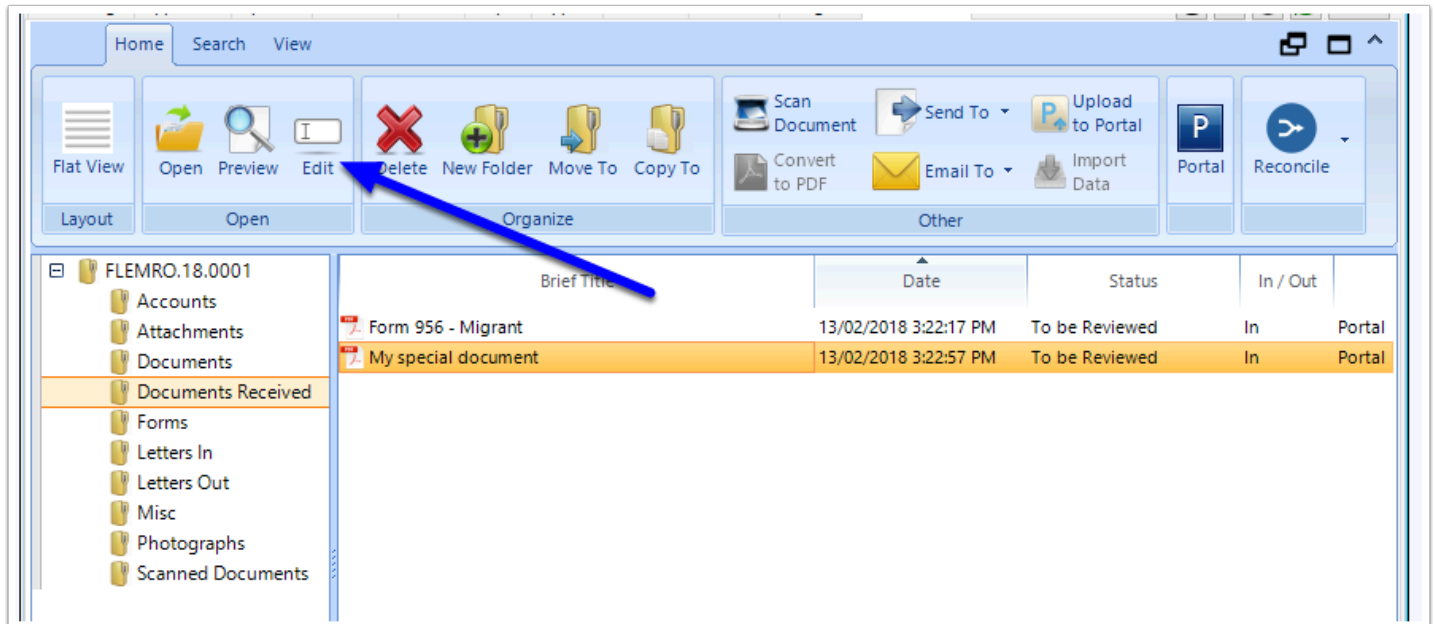 Home Search View
Flat View
Layout
Open Preview Edit
Open
Delete New Folder Move To Copy To
Organize
Scan Document
Send To
Upload to Portal
Convert to PDF
Email To
Import Data
Other
P
Portal
Reconcile
FLEMRO.18.0001
Accounts
Attachments
Documents
Documents Received
Forms
Letters In
Letters Out
Misc
Photographs
Scanned Documents
Brief Title Date Status In / Out
Form 956 - Migrant 13/02/2018 3:22:17 PM To be Reviewed In Portal
My special document 13/02/2018 3:22:57 PM To be Reviewed In Portal